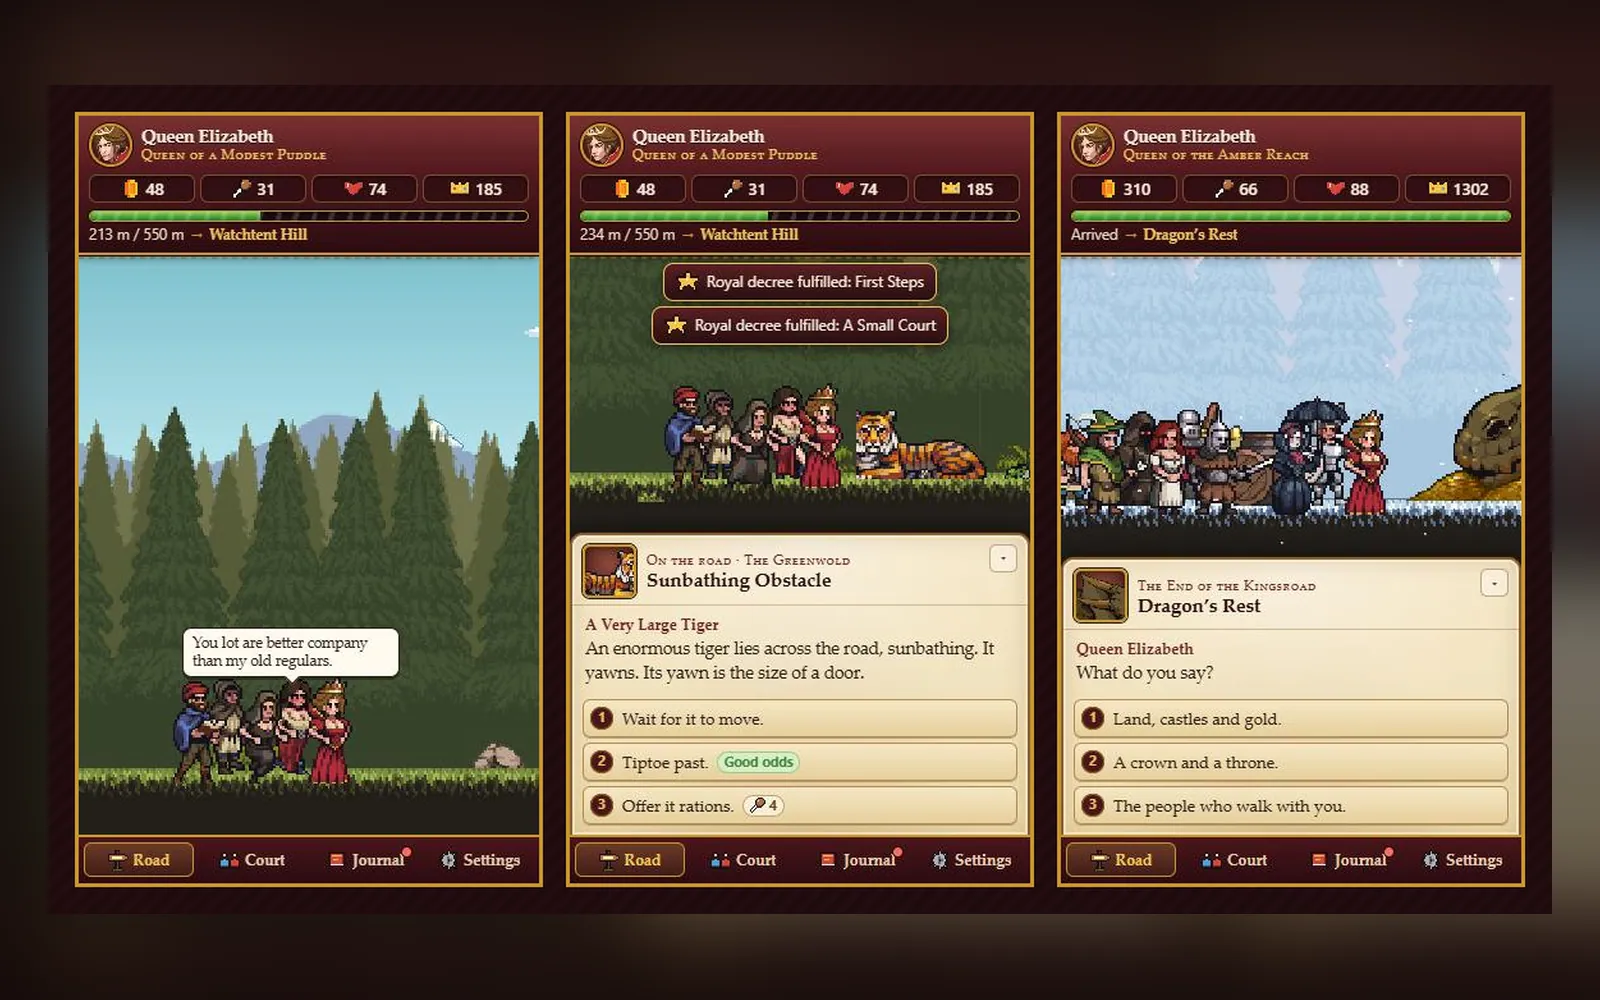 Queen Elizabeth
Queen of a Modest Puddle
48 31 74 185
213 m / 550 m → Watchtent Hill
You lot are better company
than my old regulars.
Road Court Journal Settings
Queen Elizabeth
Queen of a Modest Puddle
48 31 74 185
234 m / 550 m → Watchtent Hill
Royal decree fulfilled: First Steps
Royal decree fulfilled: A Small Court
On the road · The Greenwold
Sunbathing Obstacle
A Very Large Tiger
An enormous tiger lies across the road, sunbathing. It
yawns. Its yawn is the size of a door.
1 Wait for it to move.
2 Tiptoe past. Good odds
3 Offer it rations. 4
Road Court Journal Settings
Queen Elizabeth
Queen of the Amber Reach
310 66 88 1302
Arrived → Dragon’s Rest
The End of the Kingsroad
Dragon’s Rest
Queen Elizabeth
What do you say?
1 Land, castles and gold.
2 A crown and a throne.
3 The people who walk with you.
Road Court Journal Settings